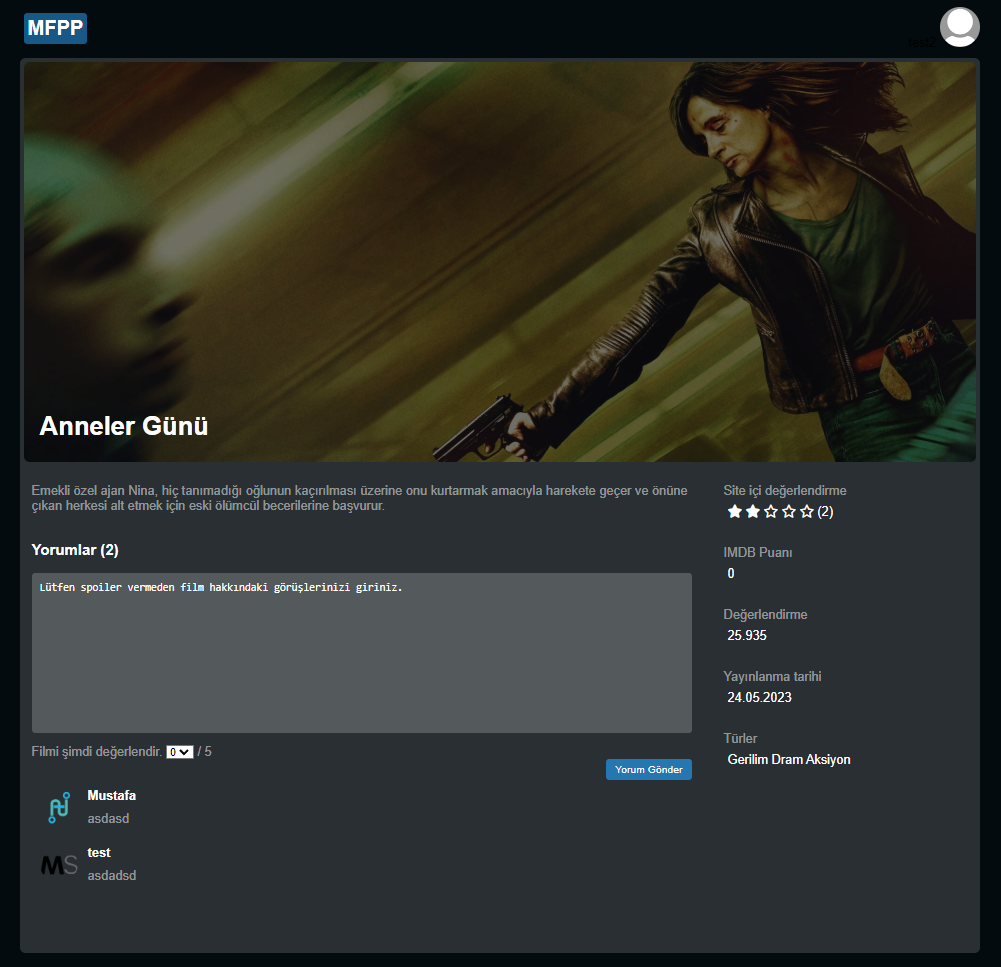 MFPP
test2
Anneler Günü
Emekli özel ajan Nina, hiç tanımadığı oğlunun kaçırılması üzerine onu kurtarmak amacıyla harekete geçer ve önüne
çıkan herkesi alt etmek için eski ölümcül becerilerine başvurur.
Yorumlar (2)
Lütfen spoiler vermeden film hakkındaki görüşlerinizi giriniz.
Filmi şimdi değerlendir. 0 / 5
Yorum Gönder
Mustafa
asdasd
MS
test
asdadsd
Site içi değerlendirme
(2)
IMDB Puanı
0
Değerlendirme
25.935
Yayınlanma tarihi
24.05.2023
Türler
Gerilim Dram Aksiyon